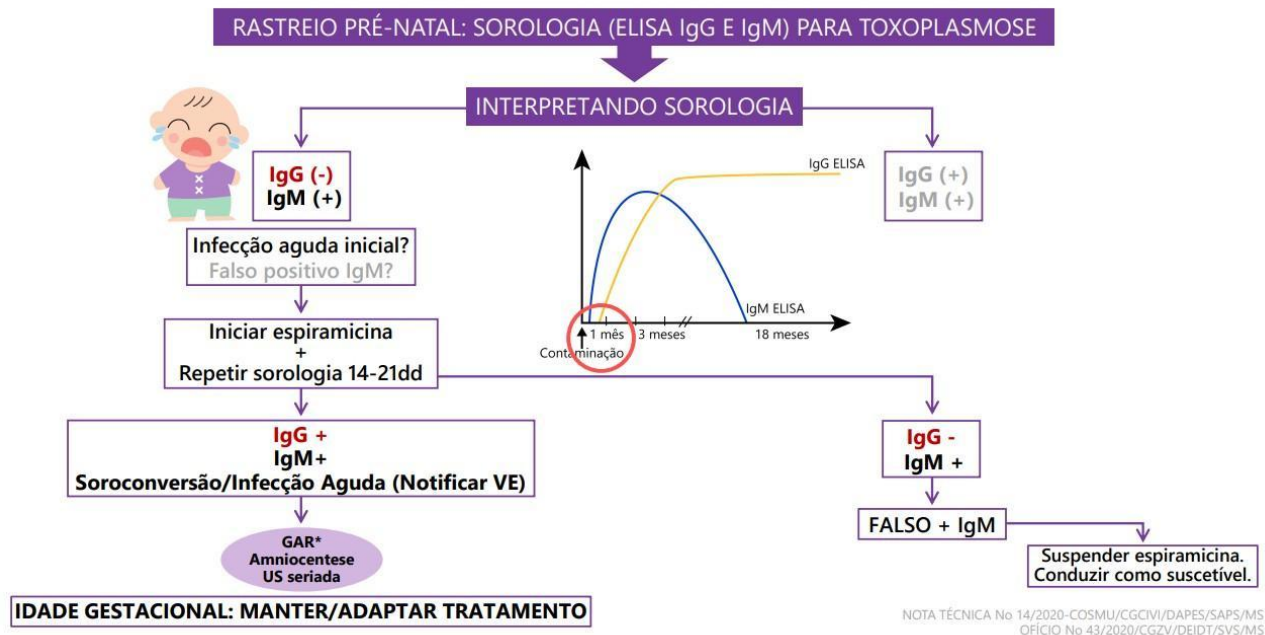 RASTREIO PRÉ-NATAL: SOROLOGIA (ELISA IgG E IgM) PARA TOXOPLASMOSE
INTERPRETANDO SOROLOGIA
IgG (-)
IgM (+)
Infecção aguda inicial?
Falso positivo IgM?
Iniciar espiramicina
+
Repetir sorologia 14-21dd
IgG +
IgM+
Soroconversão/Infecção Aguda (Notificar VE)
GAR*
Amniocentese
US seriada
IDADE GESTACIONAL: MANTER/ADAPTAR TRATAMENTO
IgG ELISA
IgM ELISA
1 mês
3 meses
18 meses
Contaminação
IgG (+)
IgM (+)
IgG -
IgM +
FALSO + IgM
Suspender espiramicina.
Conduzir como suscetível.
NOTA TÉCNICA No 14/2020-COSMU/CGCIVI/DAPES/SAPS/MS
OFÍCIO No 43/2020/CGZV/DEIDT/SVS/MS